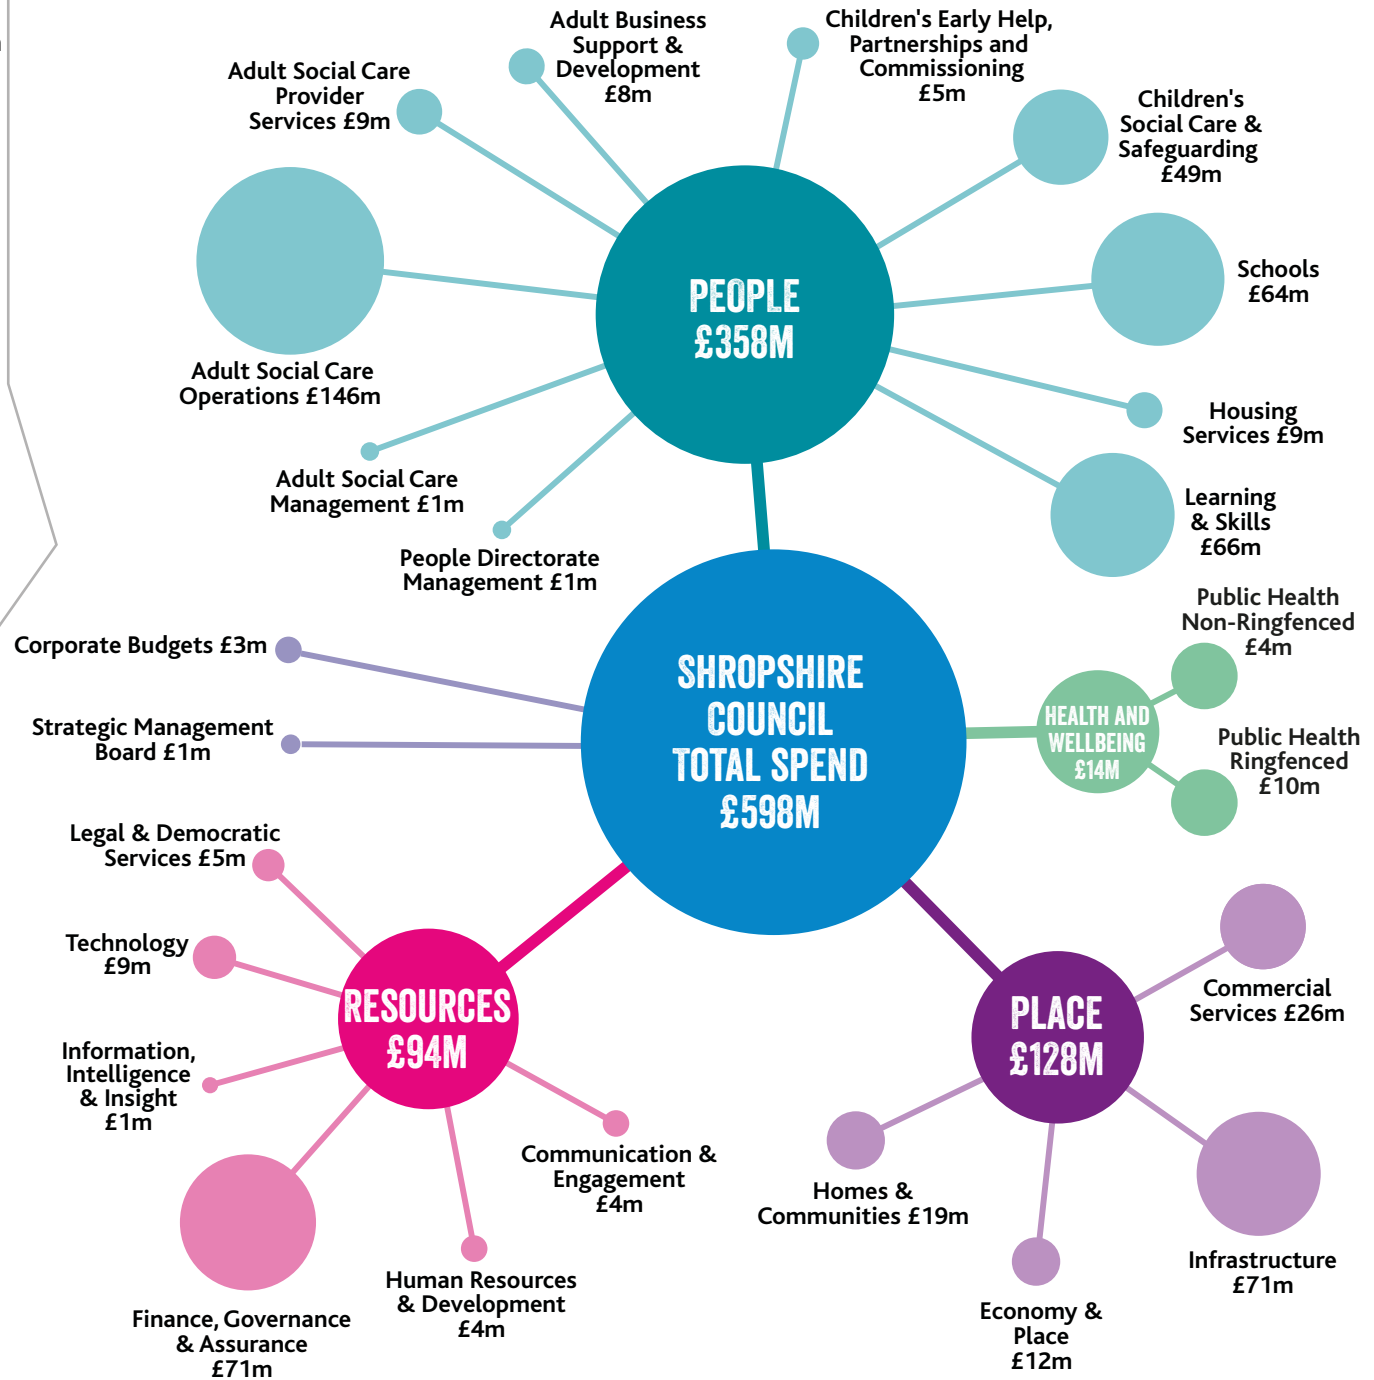 Adult Business
Support &
Development
£8m
Children's Early Help,
Partnerships and
Commissioning
£5m
Adult Social Care
Provider
Services £9m
Children's
Social Care &
Safeguarding
£49m
PEOPLE
£358M
Schools
£64m
Adult Social Care
Operations £146m
Housing
Services £9m
Adult Social Care
Management £1m
Learning
& Skills
£66m
People Directorate
Management £1m
Public Health
Non-Ringfenced
£4m
Corporate Budgets £3m
SHROPSHIRE
COUNCIL
TOTAL SPEND
£598M
HEALTH AND
WELLBEING
£14M
Strategic Management
Board £1m
Public Health
Ringfenced
£10m
Legal & Democratic
Services £5m
Technology
£9m
RESOURCES
£94M
PLACE
£128M
Commercial
Services £26m
Information,
Intelligence
& Insight
£1m
Communication &
Engagement
£4m
Homes &
Communities £19m
Infrastructure
£71m
Human Resources
& Development
£4m
Finance, Governance
& Assurance
£71m
Economy &
Place
£12m